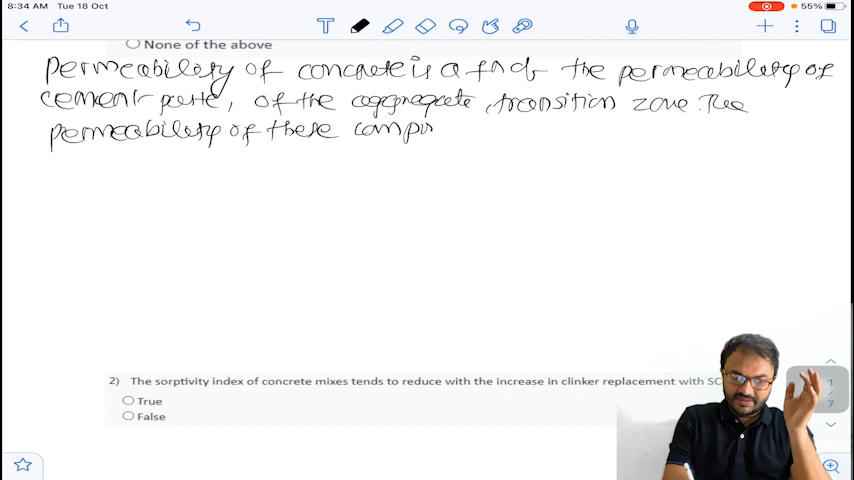 8:34 AM Tue 18 Oct
55%
None of the above
Permeability of concrete is a fn of the permeability of
cement paste, of the aggregate, transition zone. The
permeability of these compo
2) The sorptivity index of concrete mixes tends to reduce with the increase in clinker replacement with SC
True
False
1
7